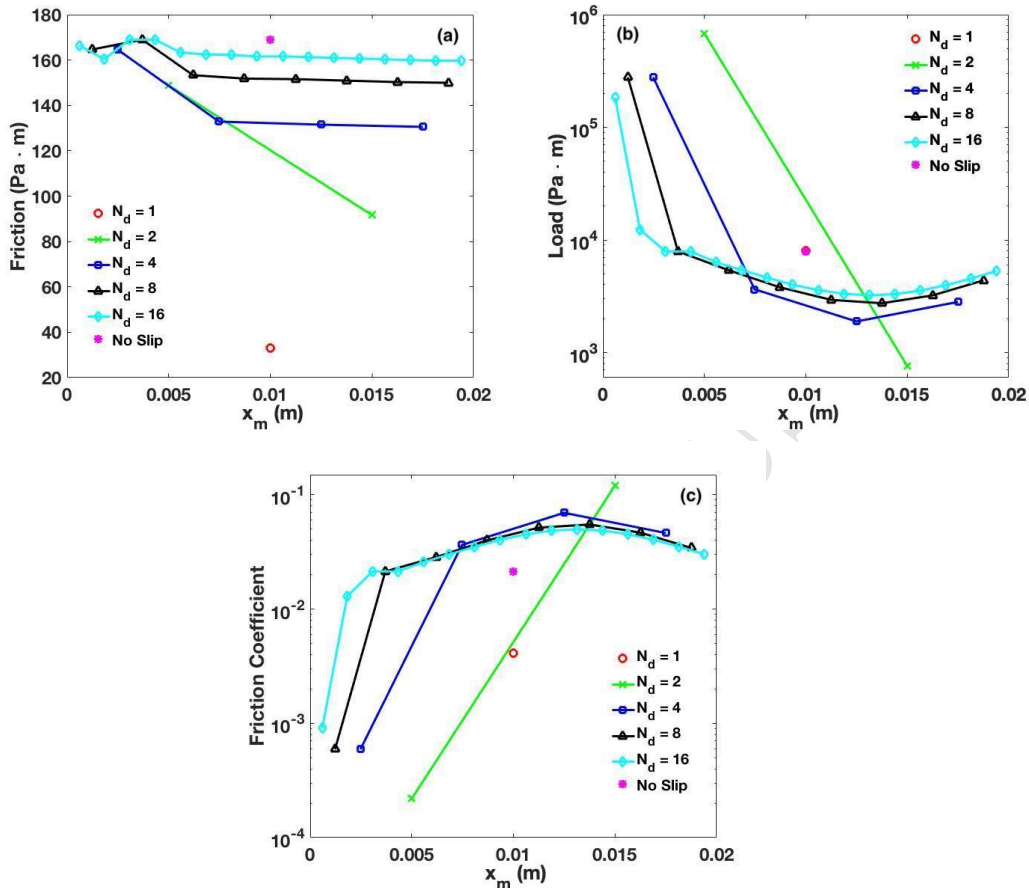 180
160
140
120
100
80
60
40
20
Friction (Pa · m)
(a)
N_d = 1
N_d = 2
N_d = 4
N_d = 8
N_d = 16
No Slip
0 0.005 0.01 0.015 0.02
x_m (m)
10^6
10^5
10^4
10^3
Load (Pa · m)
(b)
N_d = 1
N_d = 2
N_d = 4
N_d = 8
N_d = 16
No Slip
0 0.005 0.01 0.015 0.02
x_m (m)
10^-1
10^-2
10^-3
10^-4
Friction Coefficient
(c)
N_d = 1
N_d = 2
N_d = 4
N_d = 8
N_d = 16
No Slip
0 0.005 0.01 0.015 0.02
x_m (m)